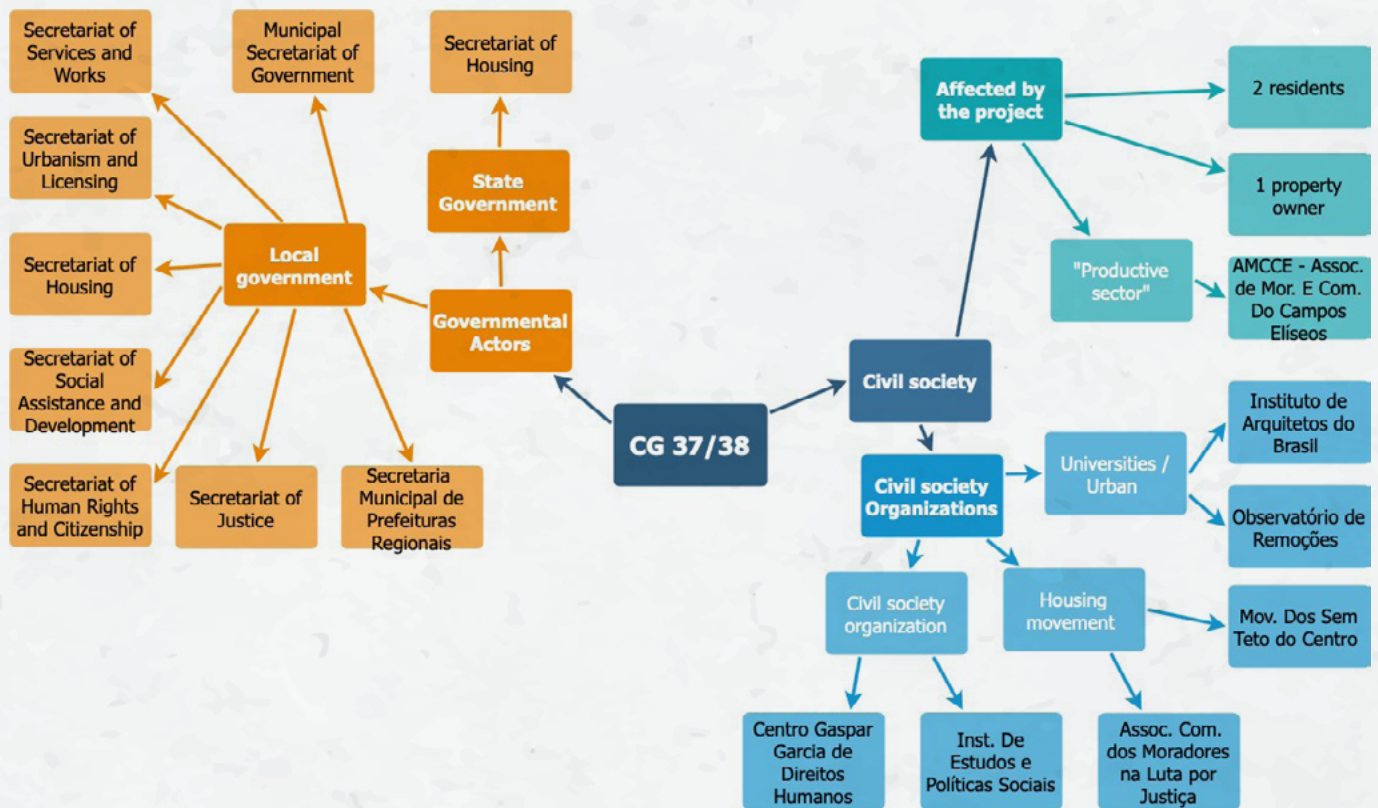 Secretariat of
Services and
Works
Municipal
Secretariat of
Government
Secretariat of
Housing
Affected by
the project
2 residents
Secretariat of
Urbanism and
Licensing
State
Government
1 property
owner
Local
government
Secretariat of
Housing
"Productive
sector"
AMCCE - Assoc.
de Mor. E Com.
Do Campos
Elíseos
Governmental
Actors
Secretariat of
Social
Assistance and
Development
Civil society
CG 37/38
Instituto de
Arquitetos do
Brasil
Universities /
Urban
Civil society
Organizations
Secretariat of
Human Rights
and Citizenship
Secretariat of
Justice
Secretaria
Municipal de
Prefeituras
Regionais
Observatório de
Remoções
Civil society
organization
Housing
movement
Mov. Dos Sem
Teto do Centro
Centro Gaspar
Garcia de
Direitos
Humanos
Inst. De
Estudos e
Políticas Sociais
Assoc. Com.
dos Moradores
na Luta por
Justiça